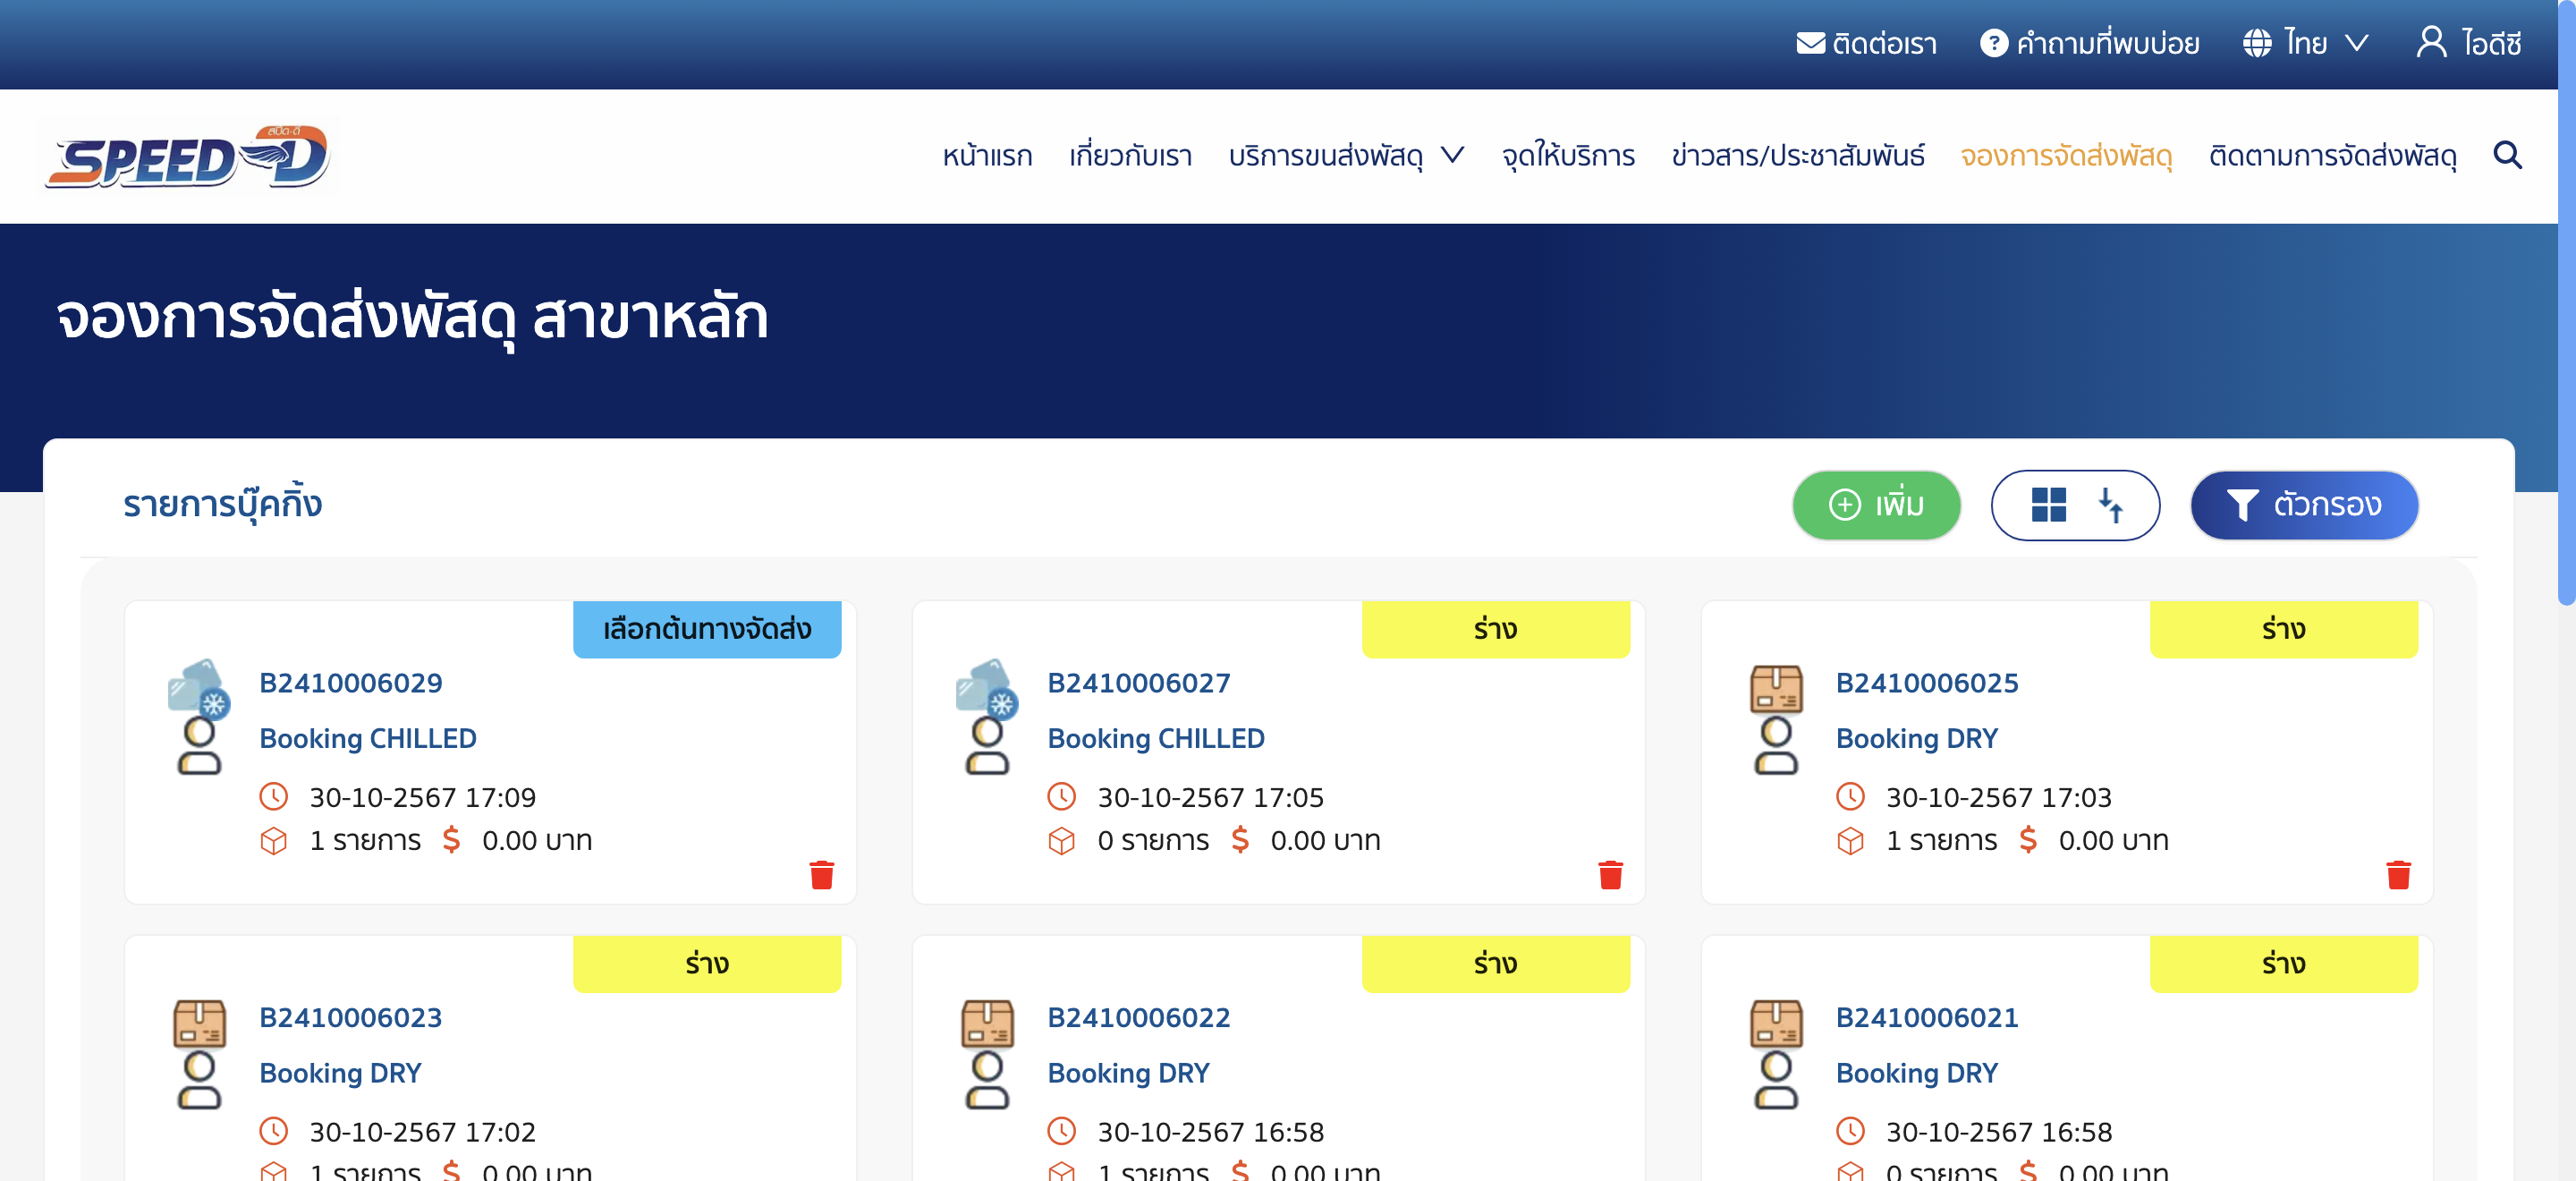 ติดต่อเรา คำถามที่พบบ่อย ไทย ไอดีซี
สปีด-ดี
SPEED-D หน้าแรก เกี่ยวกับเรา บริการขนส่งพัสดุ จุดให้บริการ ข่าวสาร/ประชาสัมพันธ์ จองการจัดส่งพัสดุ ติดตามการจัดส่งพัสดุ
จองการจัดส่งพัสดุ สาขาหลัก
รายการบุ๊คกิ้ง เพิ่ม ตัวกรอง
เลือกต้นทางจัดส่ง
B2410006029
Booking CHILLED
30-10-2567 17:09
1 รายการ $ 0.00 บาท
ร่าง
B2410006027
Booking CHILLED
30-10-2567 17:05
0 รายการ $ 0.00 บาท
ร่าง
B2410006025
Booking DRY
30-10-2567 17:03
1 รายการ $ 0.00 บาท
ร่าง
B2410006023
Booking DRY
30-10-2567 17:02
1 รายการ $ 0.00 บาท
ร่าง
B2410006022
Booking DRY
30-10-2567 16:58
1 รายการ $ 0.00 บาท
ร่าง
B2410006021
Booking DRY
30-10-2567 16:58
0 รายการ $ 0.00 บาท